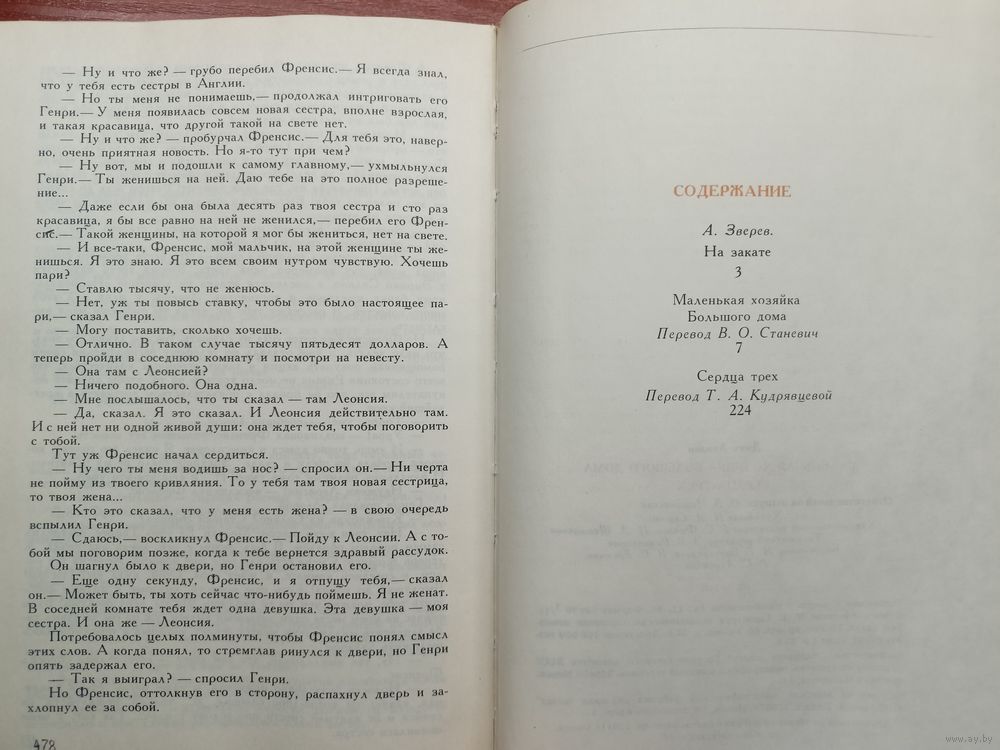 — Ну и что же? — грубо перебил Френсис.— Я всегда знал,
что у тебя есть сестры в Англии.
— Но ты меня не понимаешь,— продолжал интриговать его
Генри.— У меня появилась совсем новая сестра, вполне взрослая,
и такая красавица, что другой такой на свете нет.
— Ну и что же? — пробурчал Френсис.— Для тебя это, навер-
но, очень приятная новость. Но я-то тут при чем?
— Ну вот, мы и подошли к самому главному,— ухмыльнулся
Генри.— Ты женишься на ней. Даю тебе на это полное разреше-
ние...
— Даже если бы она была десять раз твоя сестра и сто раз
красавица, я бы все равно на ней не женился,— перебил его Френ-
сис.— Такой женщины, на которой я мог бы жениться, нет на свете.
— И все-таки, Френсис, мой мальчик, на этой женщине ты же-
нишься. Я это знаю. Я это всем своим нутром чувствую. Хочешь
пари?
— Ставлю тысячу, что не женюсь.
— Нет, уж ты повысь ставку, чтобы это было настоящее па-
ри,— сказал Генри.
— Могу поставить, сколько хочешь.
— Отлично. В таком случае тысячу пятьдесят долларов. А
теперь пройди в соседнюю комнату и посмотри на невесту.
— Она там с Леонсией?
— Ничего подобного. Она одна.
— Мне послышалось, что ты сказал — там Леонсия.
— Да, сказал. Я это сказал. И Леонсия действительно там.
И с ней нет ни одной живой души: она ждет тебя, чтобы поговорить
с тобой.
Тут уж Френсис начал сердиться.
— Ну чего ты меня водишь за нос? — спросил он.— Ни черта
не пойму из твоего кривляния. То у тебя там твоя новая сестрица,
то твоя жена...
— Кто это сказал, что у меня есть жена? — в свою очередь
вспылил Генри.
— Сдаюсь,— воскликнул Френсис.— Пойду к Леонсии. А с то-
бой мы поговорим позже, когда к тебе вернется здравый рассудок.
Он шагнул было к двери, но Генри остановил его.
— Еще одну секунду, Френсис, и я отпущу тебя,— сказал
он.— Может быть, ты хоть сейчас что-нибудь поймешь. Я не женат.
В соседней комнате тебя ждет одна девушка. Эта девушка — моя
сестра. И она же — Леонсия.
Потребовалось целых полминуты, чтобы Френсис понял смысл
этих слов. А когда понял, то стремглав ринулся к двери, но Генри
опять задержал его.
— Так я выиграл? — спросил Генри.
Но Френсис, оттолкнув его в сторону, распахнул дверь и за-
хлопнул ее за собой.
478
СОДЕРЖАНИЕ
А. Зверев.
На закате
3
Маленькая хозяйка
Большого дома
Перевод В. О. Станевич
7
Сердца трех
Перевод Т. А. Кудрявцевой
224
www.ay.by